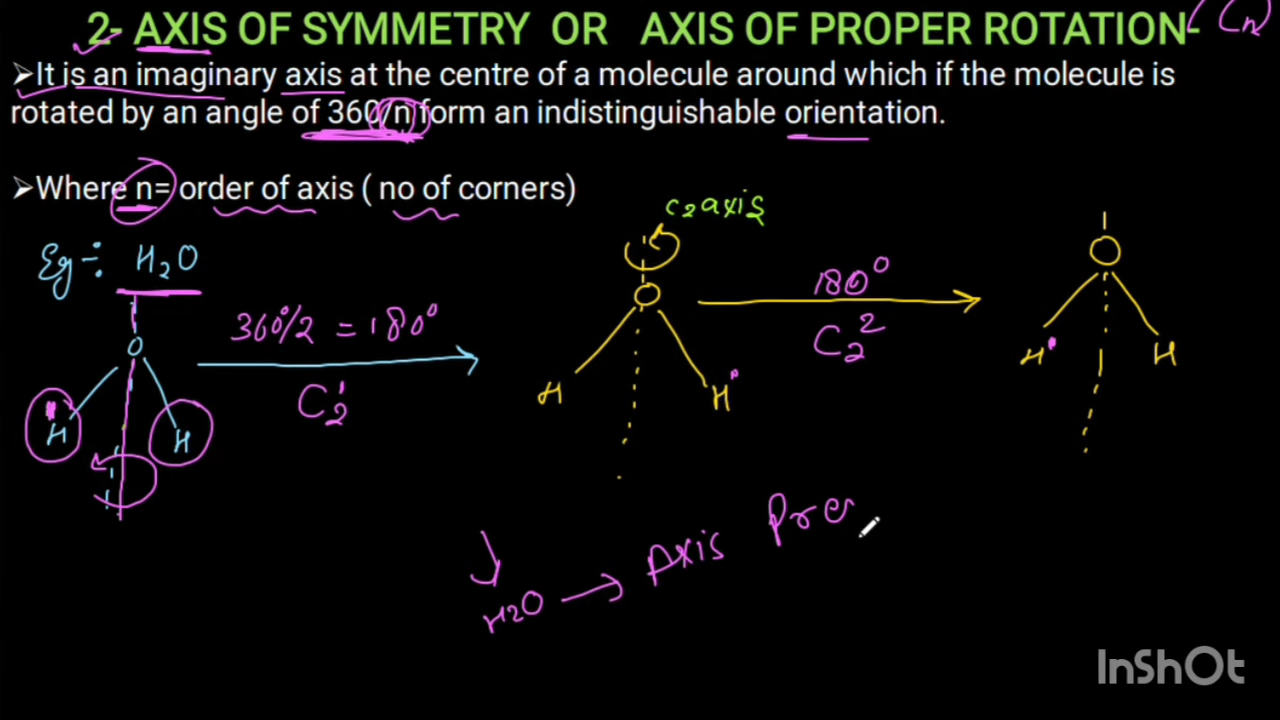 2- AXIS OF SYMMETRY OR AXIS OF PROPER ROTATION- (Cn)
➢It is an imaginary axis at the centre of a molecule around which if the molecule is
rotated by an angle of 360/n form an indistinguishable orientation.
➢Where n= order of axis ( no of corners)
C₂ axis
Eg÷: H₂O
360°/2 = 180°
180°
C₂¹
C₂²
O
H H
O
H H
O
H H
H₂O → Axis Pre
InShOt